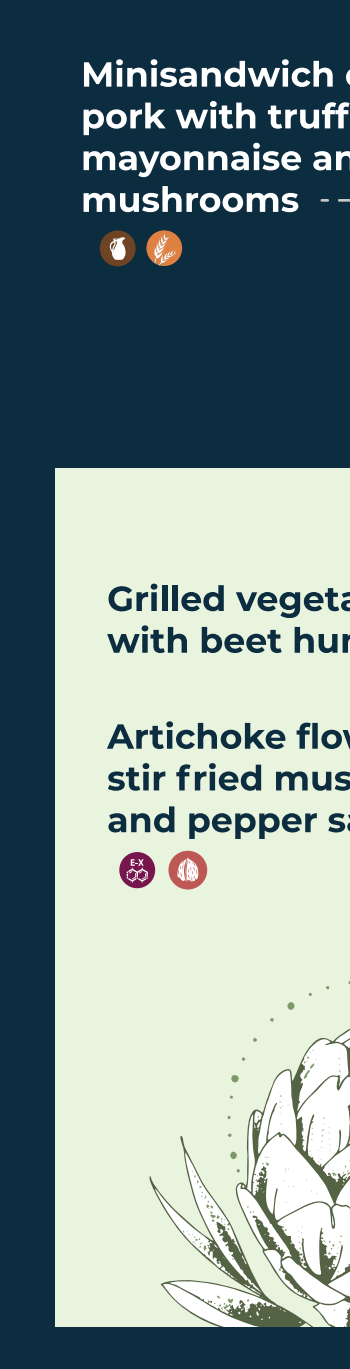 Minisandwich
pork with truff
mayonnaise an
mushrooms
Grilled vegeta
with beet hum
Artichoke flow
stir fried mus
and pepper sa
E-X